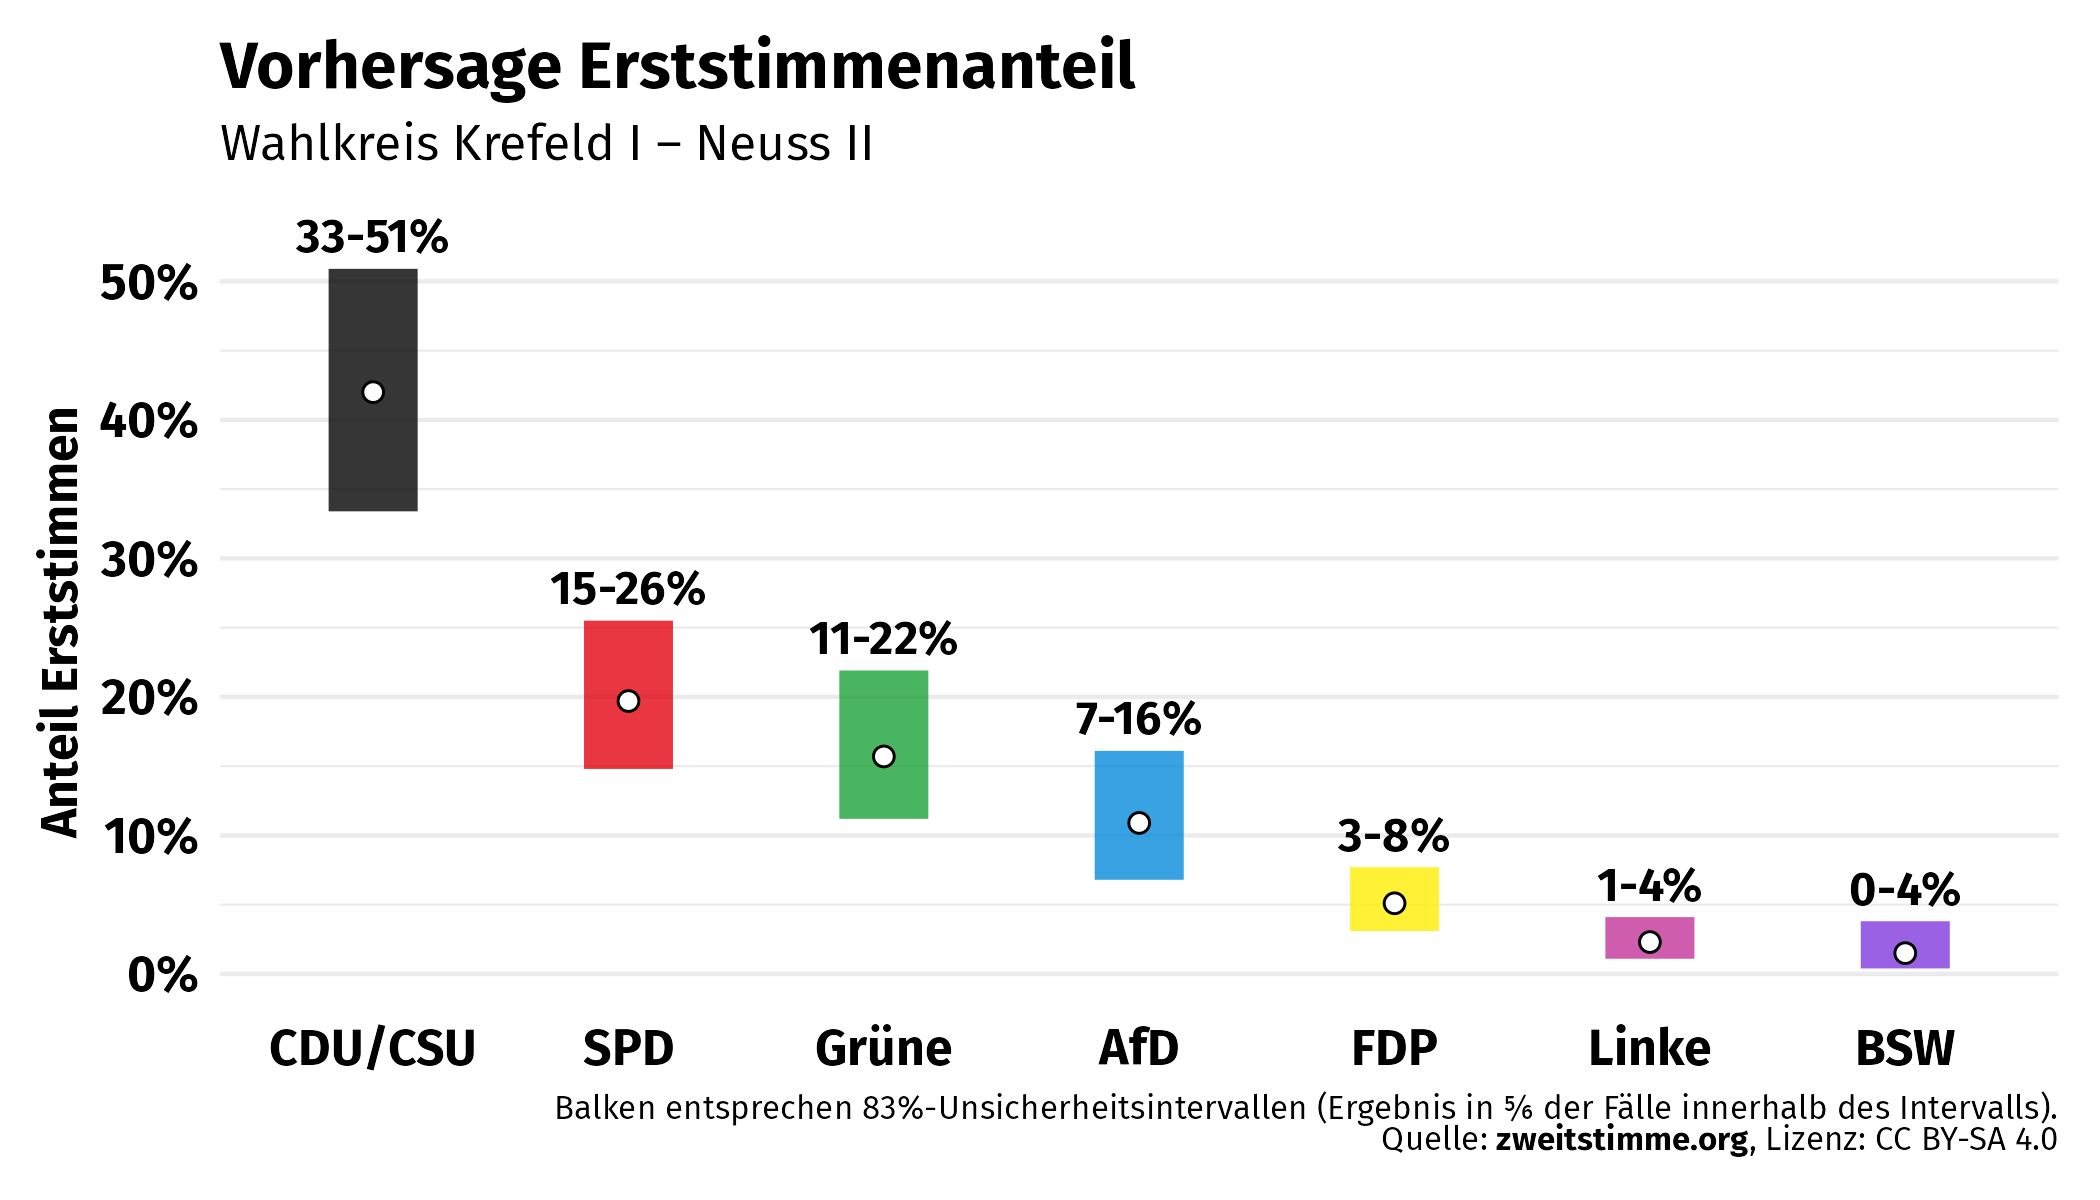 Vorhersage Erststimmenanteil
Wahlkreis Krefeld I – Neuss II
Anteil Erststimmen
50%
40%
30%
20%
10%
0%
33-51%
15-26%
11-22%
7-16%
3-8%
1-4%
0-4%
CDU/CSU SPD Grüne AfD FDP Linke BSW
Balken entsprechen 83%-Unsicherheitsintervallen (Ergebnis in ⅚ der Fälle innerhalb des Intervalls).
Quelle: zweitstimme.org, Lizenz: CC BY-SA 4.0